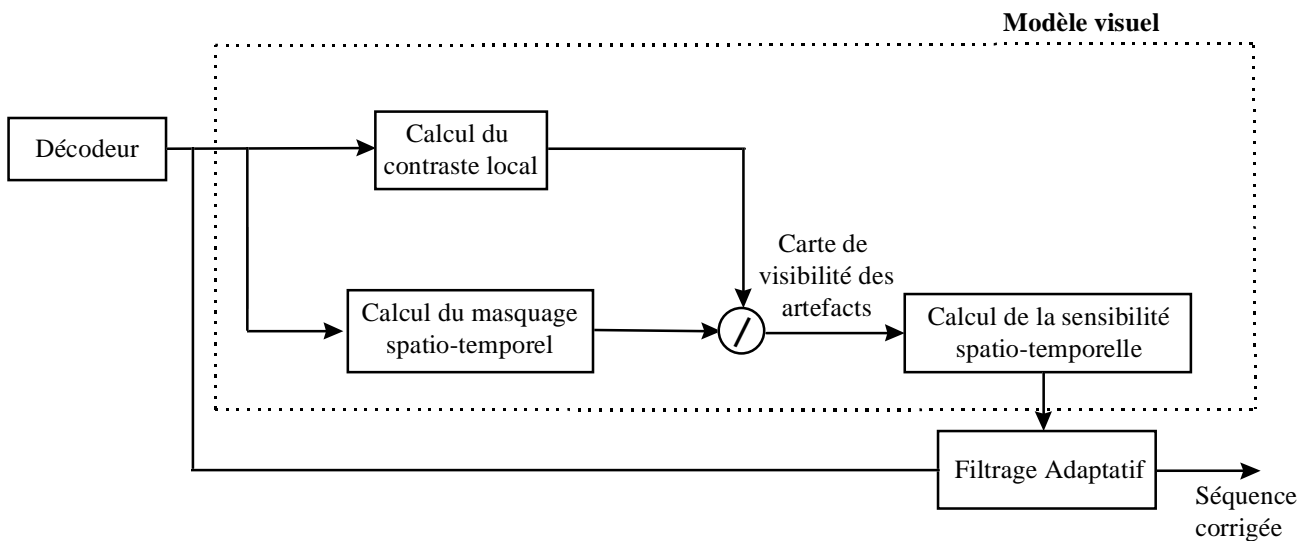 Modèle visuel
Décodeur
Calcul du
contraste local
Carte de
visibilité des
artefacts
Calcul du masquage
spatio-temporel
/
Calcul de la sensibilité
spatio-temporelle
Filtrage Adaptatif
Séquence
corrigée